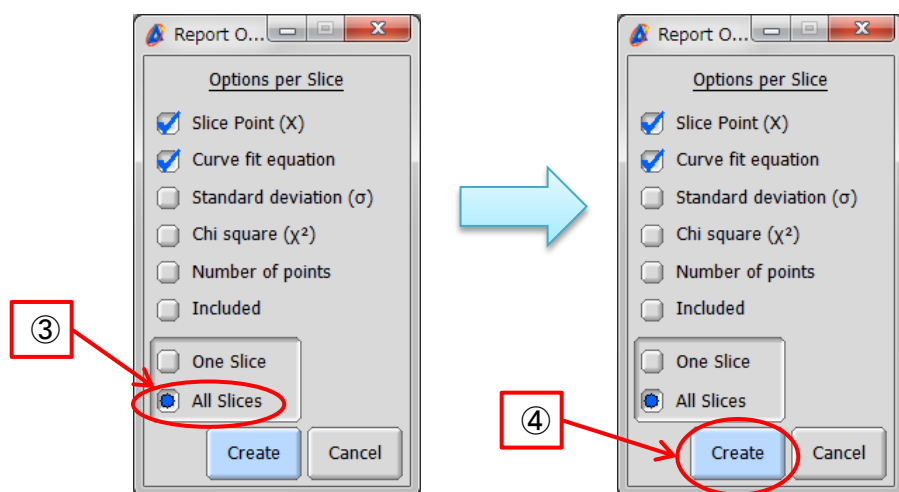 Report O...
Options per Slice
Slice Point (X)
Curve fit equation
Standard deviation (σ)
Chi square (χ²)
Number of points
Included
One Slice
All Slices
Create Cancel
③
Report O...
Options per Slice
Slice Point (X)
Curve fit equation
Standard deviation (σ)
Chi square (χ²)
Number of points
Included
One Slice
All Slices
Create Cancel
④